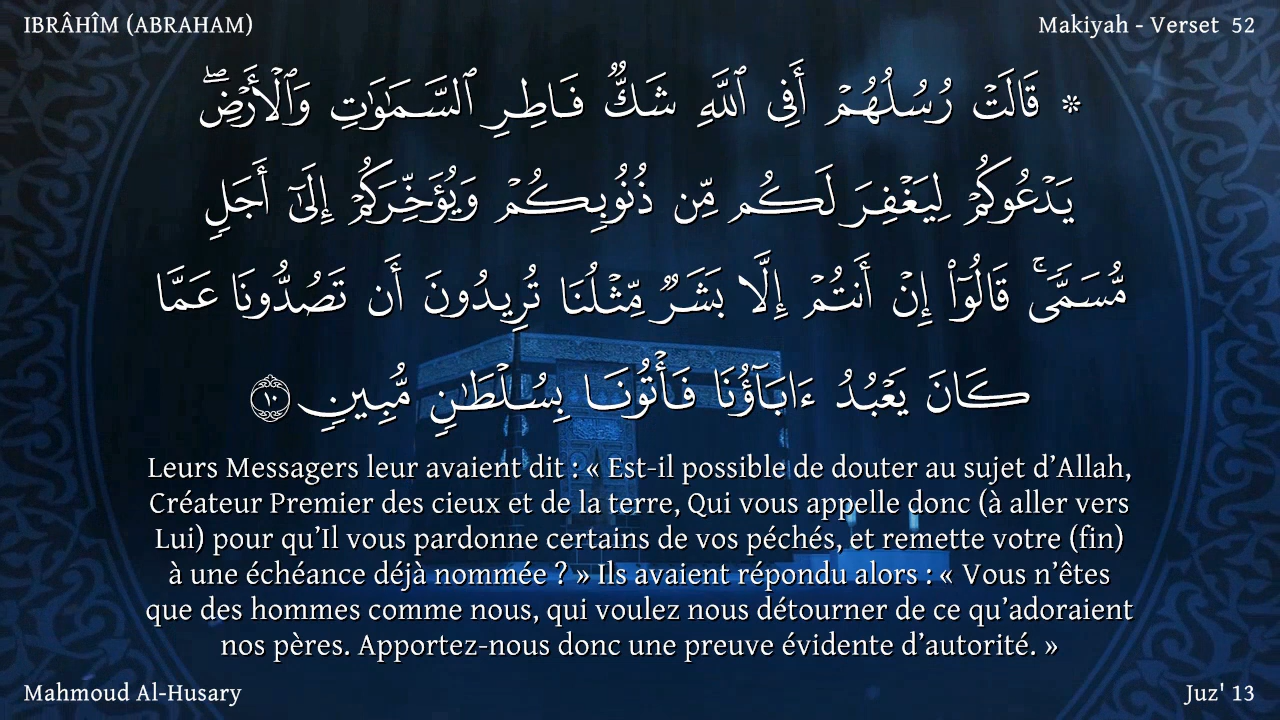 IBRÂHÎM (ABRAHAM)
Makiyah - Verset 52
۞ قَالَتۡ رُسُلُهُمۡ أَفِي ٱللَّهِ شَكّٞ فَاطِرِ ٱلسَّمَٰوَٰتِ وَٱلۡأَرۡضِۖ
يَدۡعُوكُمۡ لِيَغۡفِرَ لَكُم مِّن ذُنُوبِكُمۡ وَيُؤَخِّرَكُمۡ إِلَىٰٓ أَجَلٖ
مُّسَمّٗىۚ قَالُوٓاْ إِنۡ أَنتُمۡ إِلَّا بَشَرٞ مِّثۡلُنَا تُرِيدُونَ أَن تَصُدُّونَا عَمَّا
كَانَ يَعۡبُدُ ءَابَآؤُنَا فَأۡتُونَا بِسُلۡطَٰنٖ مُّبِينٖ ١٠
Leurs Messagers leur avaient dit : « Est-il possible de douter au sujet d’Allah,
Créateur Premier des cieux et de la terre, Qui vous appelle donc (à aller vers
Lui) pour qu’Il vous pardonne certains de vos péchés, et remette votre (fin)
à une échéance déjà nommée ? » Ils avaient répondu alors : « Vous n’êtes
que des hommes comme nous, qui voulez nous détourner de ce qu’adoraient
nos pères. Apportez-nous donc une preuve évidente d’autorité. »
Mahmoud Al-Husary
Juz' 13